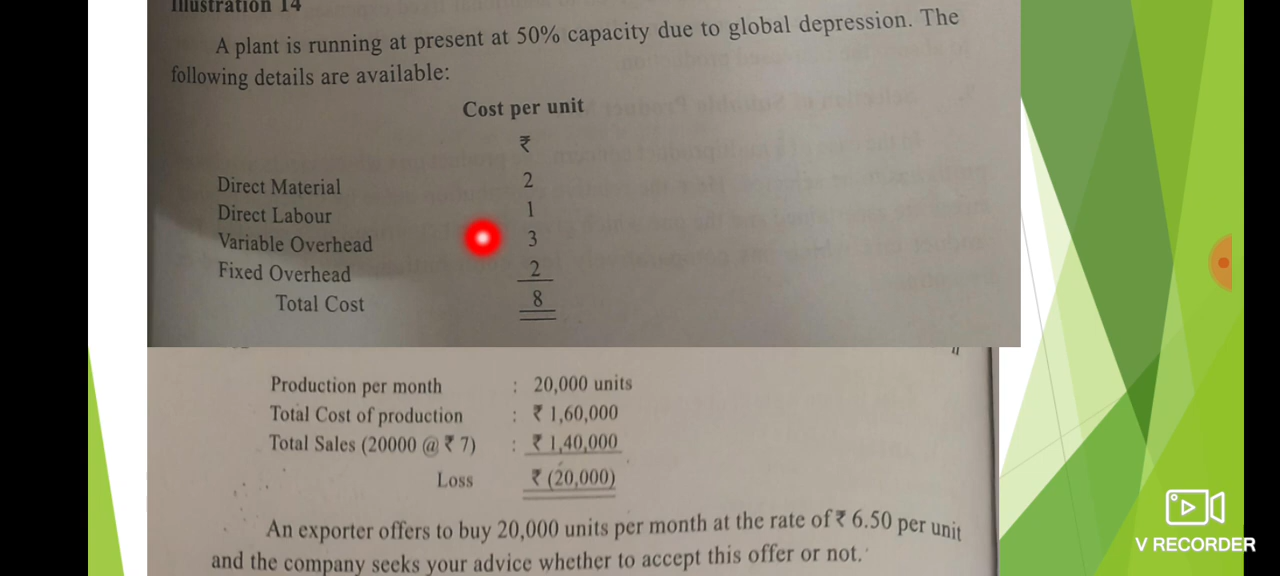 Illustration 14
A plant is running at present at 50% capacity due to global depression. The
following details are available:
Cost per unit
₹
Direct Material 2
Direct Labour 1
Variable Overhead 3
Fixed Overhead 2
Total Cost 8
Production per month : 20,000 units
Total Cost of production : ₹ 1,60,000
Total Sales (20000 @ ₹ 7) : ₹ 1,40,000
Loss ₹ (20,000)
An exporter offers to buy 20,000 units per month at the rate of ₹ 6.50 per unit
and the company seeks your advice whether to accept this offer or not.
V RECORDER